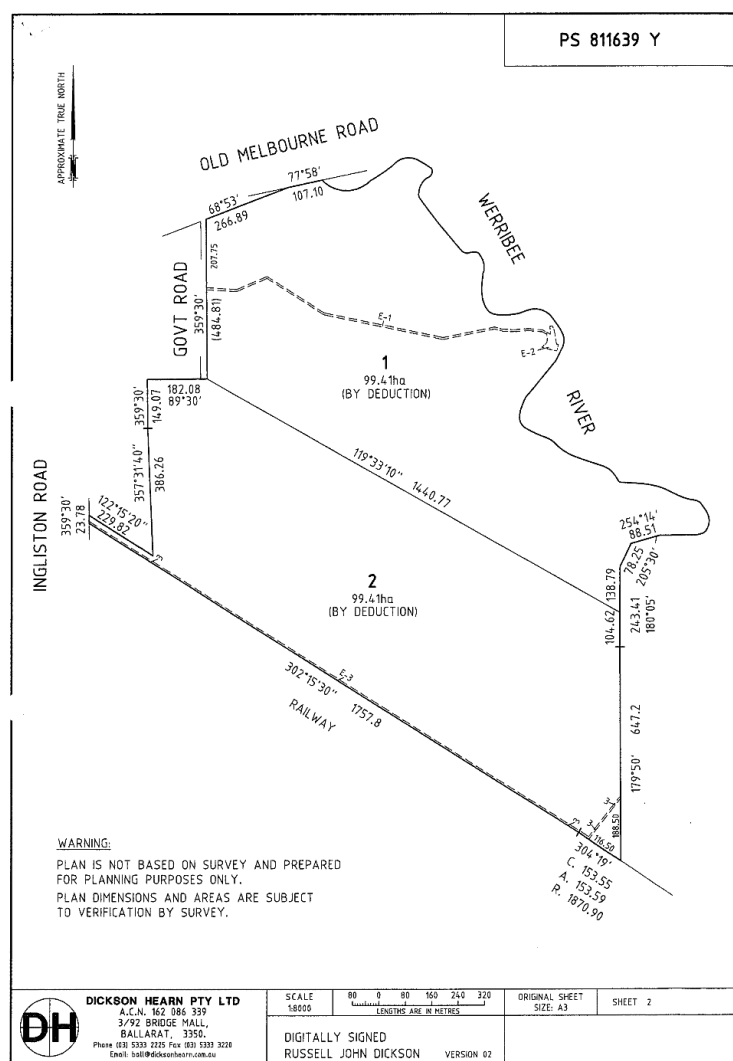 PS 811639 Y
APPROXIMATE TRUE NORTH
N
OLD MELBOURNE ROAD
77°58'
107.10
68°53'
266.89
WERRIBEE
RIVER
207.75
GOVT ROAD
359°30'
(484.81)
E-1
E-2
1
99.41ha
(BY DEDUCTION)
182.08
89°30'
359°30'
149.07
357°31'40"
386.26
119°33'10" 1440.77
INGLISTON ROAD
359°30'
23.78
122°15'20"
229.82
254°14'
88.51
78.25
205°30'
138.79
104.62
243.41
180°05'
2
99.41ha
(BY DEDUCTION)
E-3
302°15'30" 1757.8
RAILWAY
647.2
179°50'
188.50
116.50
304°19'
C. 153.55
A. 153.59
R. 1870.90
WARNING:
PLAN IS NOT BASED ON SURVEY AND PREPARED
FOR PLANNING PURPOSES ONLY.
PLAN DIMENSIONS AND AREAS ARE SUBJECT
TO VERIFICATION BY SURVEY.
DH
DICKSON HEARN PTY LTD
A.C.N. 162 086 339
3/92 BRIDGE MALL,
BALLARAT, 3350.
Phone (03) 5333 2225 Fax (03) 5333 3220
Email: ball@dicksonhearn.com.au
SCALE
1:8000
80 0 80 160 240 320
LENGTHS ARE IN METRES
ORIGINAL SHEET
SIZE: A3
SHEET 2
DIGITALLY SIGNED
RUSSELL JOHN DICKSON VERSION 02